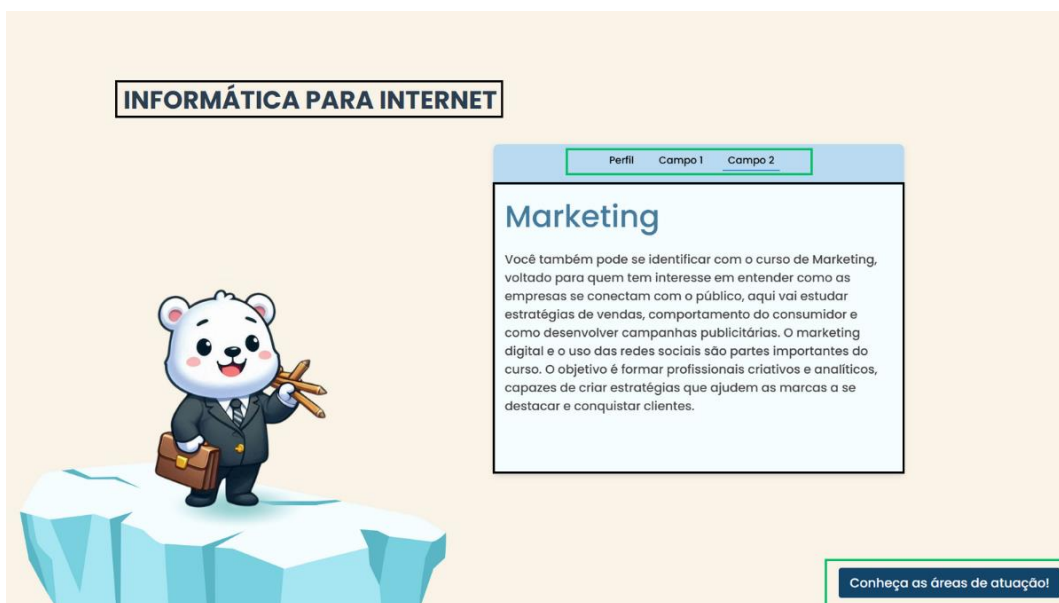 INFORMÁTICA PARA INTERNET
Perfil Campo 1 Campo 2
Marketing
Você também pode se identificar com o curso de Marketing,
voltado para quem tem interesse em entender como as
empresas se conectam com o público, aqui vai estudar
estratégias de vendas, comportamento do consumidor e
como desenvolver campanhas publicitárias. O marketing
digital e o uso das redes sociais são partes importantes do
curso. O objetivo é formar profissionais criativos e analíticos,
capazes de criar estratégias que ajudem as marcas a se
destacar e conquistar clientes.
Conheça as áreas de atuação!